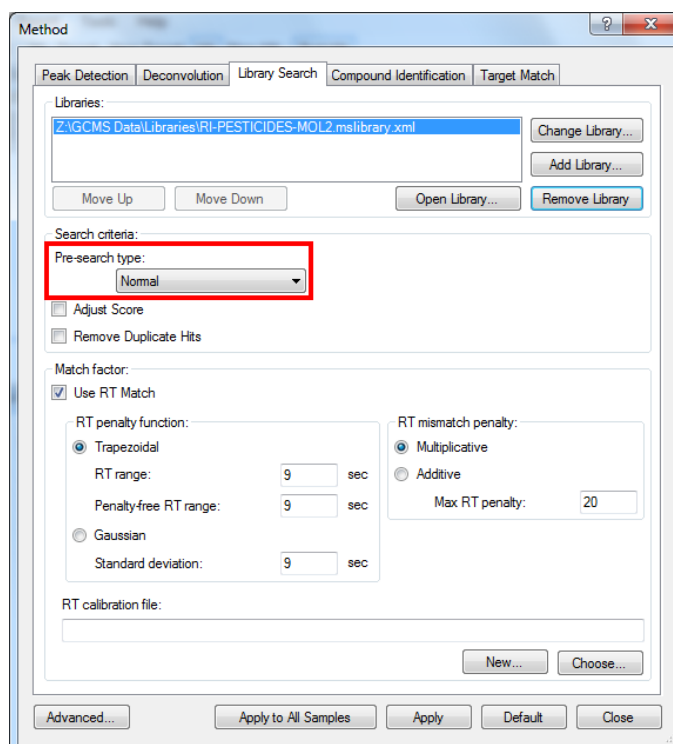 Method
Peak Detection Deconvolution Library Search Compound Identification Target Match
Libraries:
Z:\GCMS Data\Libraries\RI-PESTICIDES-MOL2.mslibrary.xml
Change Library...
Add Library...
Move Up Move Down Open Library... Remove Library
Search criteria:
Pre-search type:
Normal
Adjust Score
Remove Duplicate Hits
Match factor:
Use RT Match
RT penalty function:
Trapezoidal
RT range: 9 sec
Penalty-free RT range: 9 sec
Gaussian
Standard deviation: 9 sec
RT mismatch penalty:
Multiplicative
Additive
Max RT penalty: 20
RT calibration file:
New... Choose...
Advanced... Apply to All Samples Apply Default Close